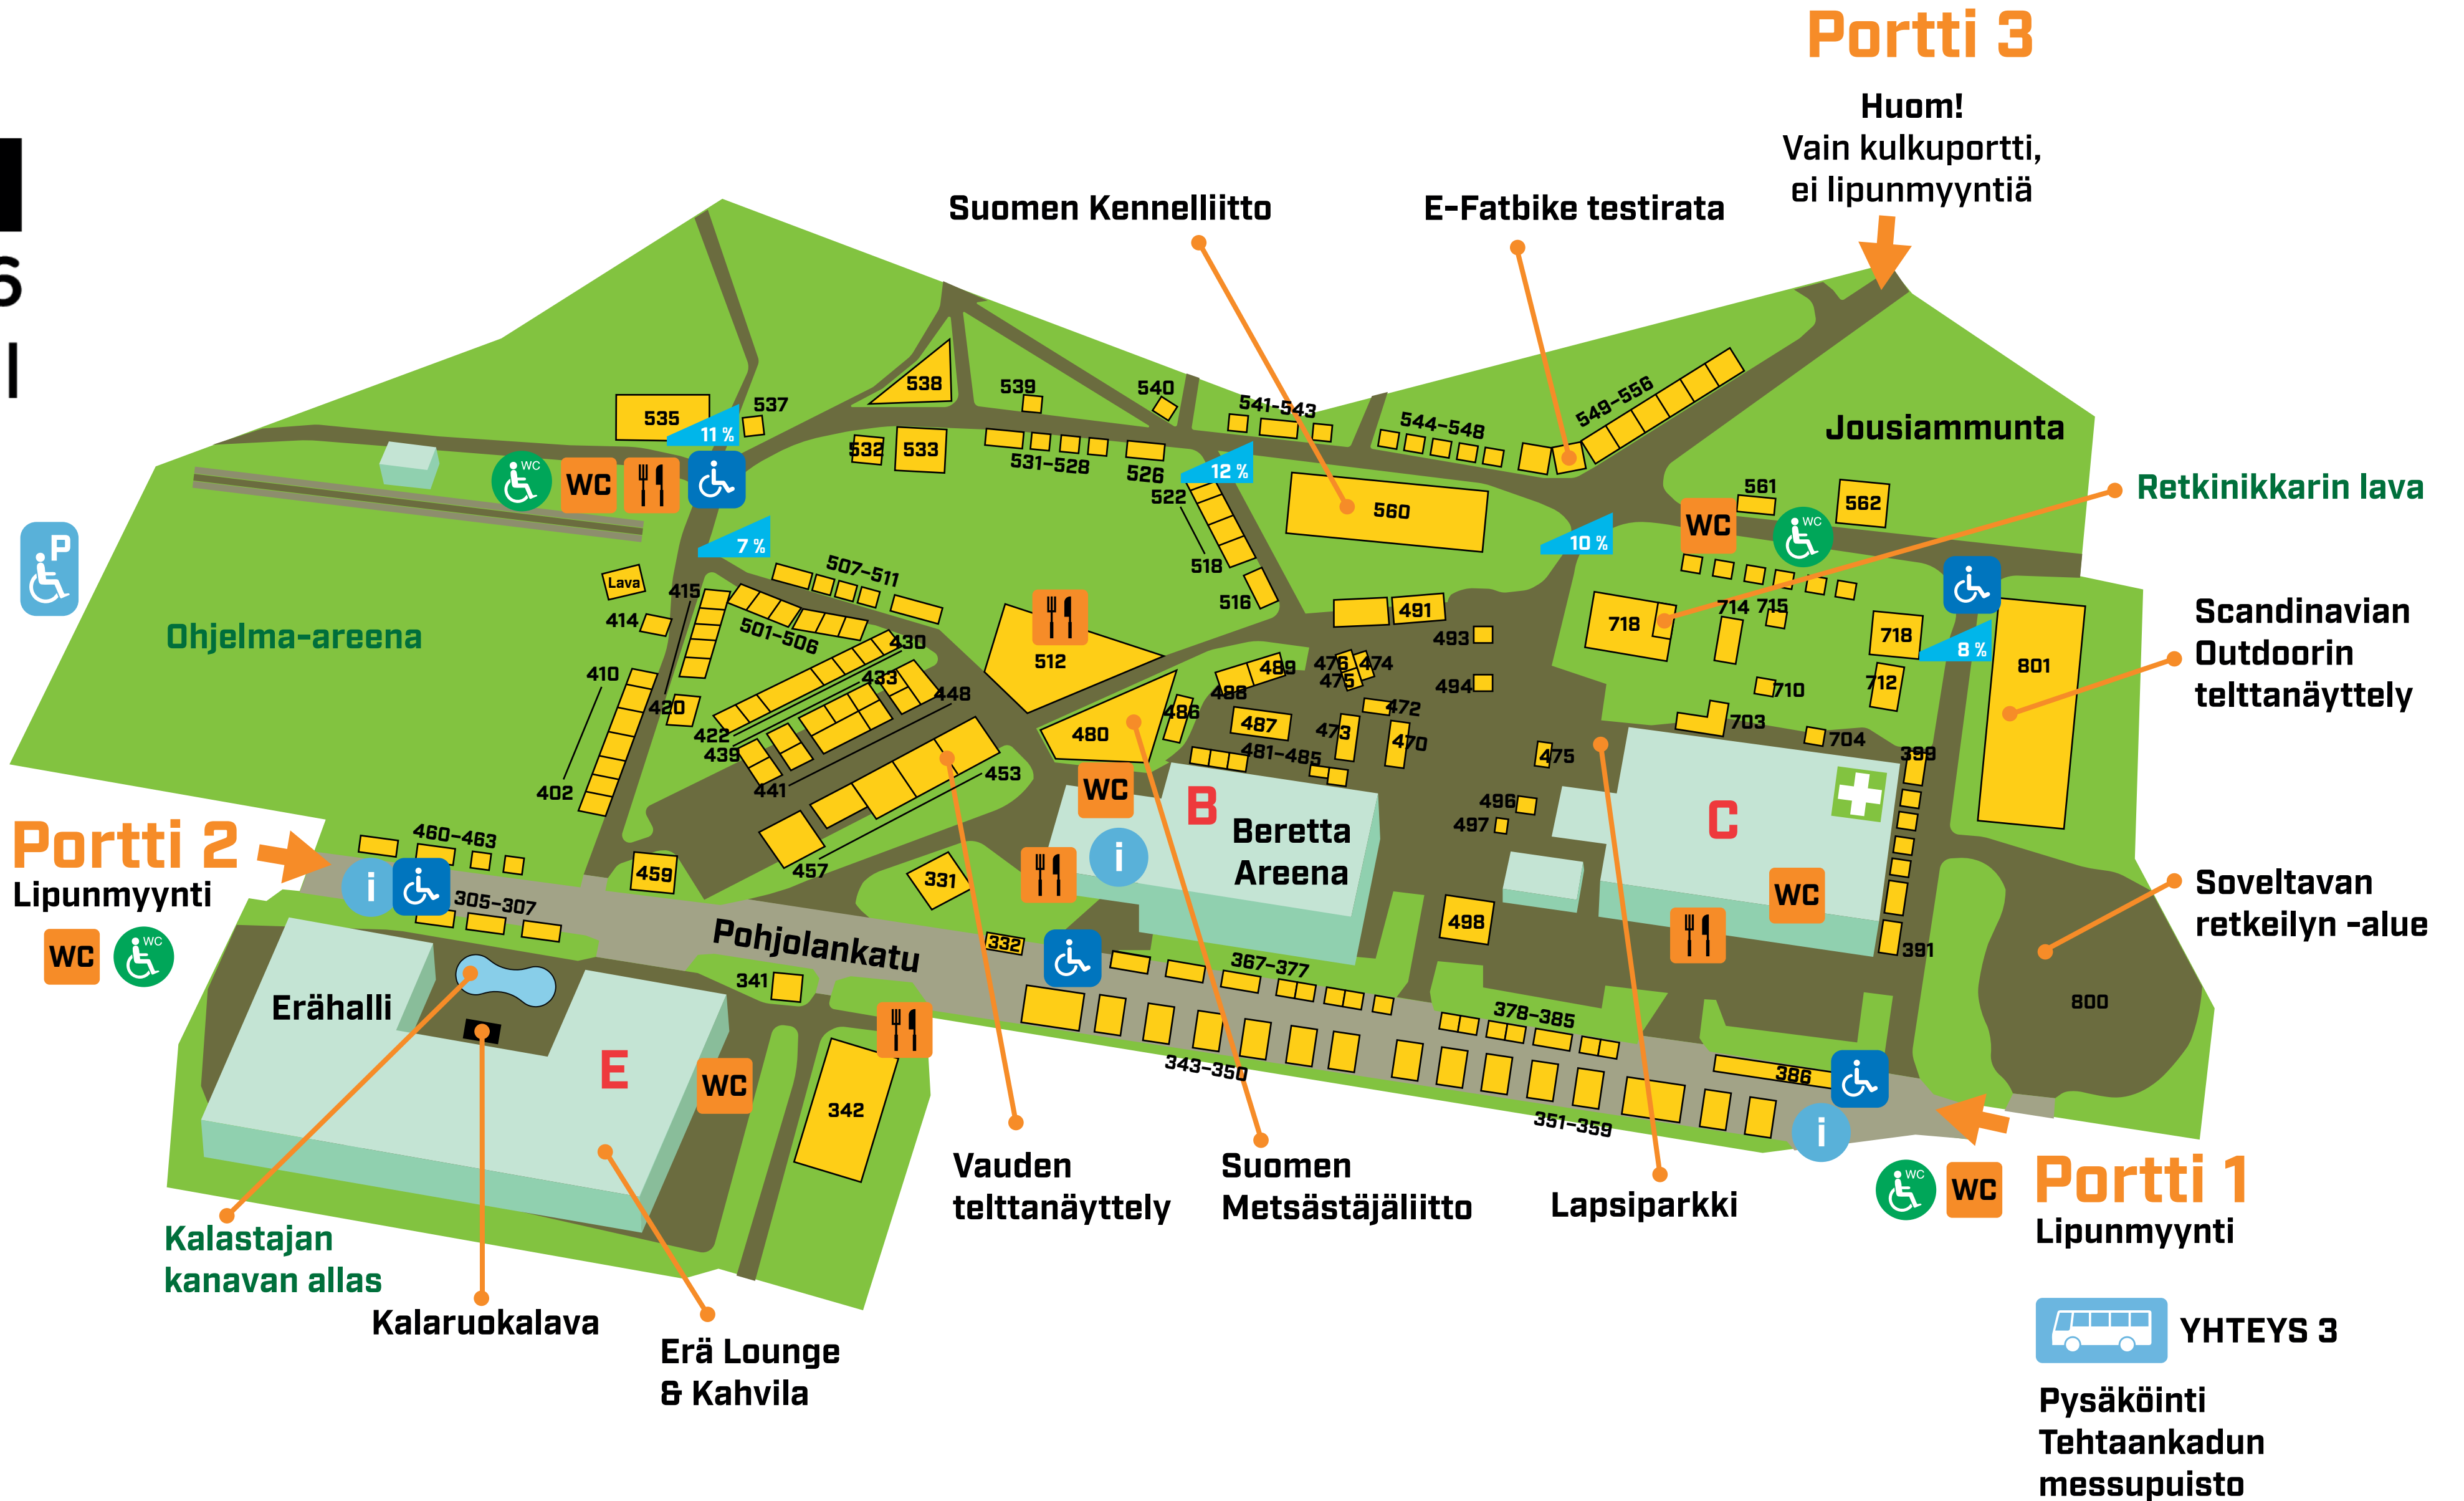 Portti 3
Huom!
Vain kulkuportti,
ei lipunmyyntiä
Suomen Kennelliitto
E-Fatbike testirata
6
538
539
540
541-543
544-548
549-556
535
537
11 %
532
533
531-528
526
12 %
522
518
516
560
10 %
Jousiammunta
561
562
WC
WC
Retkinikkarin lava
WC
WC
P
7 %
507-511
Lava
415
414
501-506
430
433
448
410
420
422
439
441
402
453
457
512
491
493
494
489
488
476
474
475
472
486
487
473
470
480
481-485
475
496
497
718
714
715
718
8 %
712
710
703
704
399
801
Scandinavian
Outdoorin
telttanäyttely
Ohjelma-areena
Portti 2
Lipunmyynti
WC
WC
460-463
i
305-307
459
331
WC
i
B
Beretta
Areena
C
WC
498
391
Soveltavan
retkeilyn -alue
800
Pohjolankatu
332
341
367-377
378-385
386
343-350
351-359
i
342
Erähalli
E
WC
Vauden
telttanäyttely
Suomen
Metsästäjäliitto
Lapsiparkki
WC
WC
Portti 1
Lipunmyynti
Kalastajan
kanavan allas
Kalaruokalava
Erä Lounge
& Kahvila
YHTEYS 3
Pysäköinti
Tehtaankadun
messupuisto